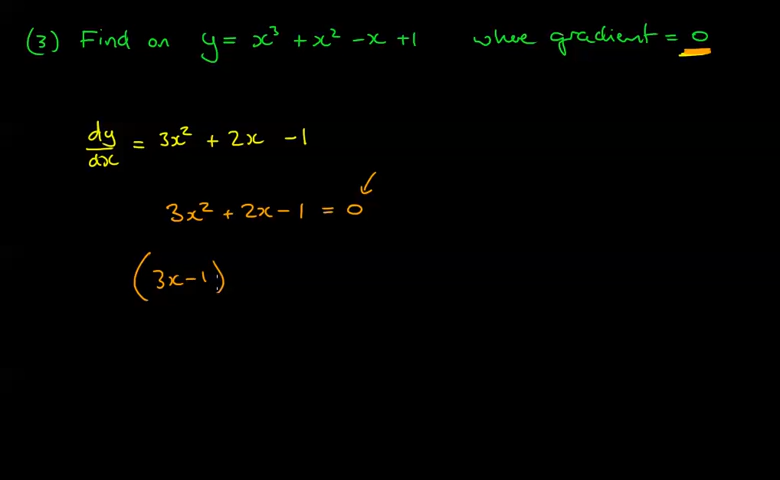 (3) Find on y = x³ + x² - x + 1 where gradient = 0
dy/dx = 3x² + 2x - 1
3x² + 2x - 1 = 0
(3x - 1)